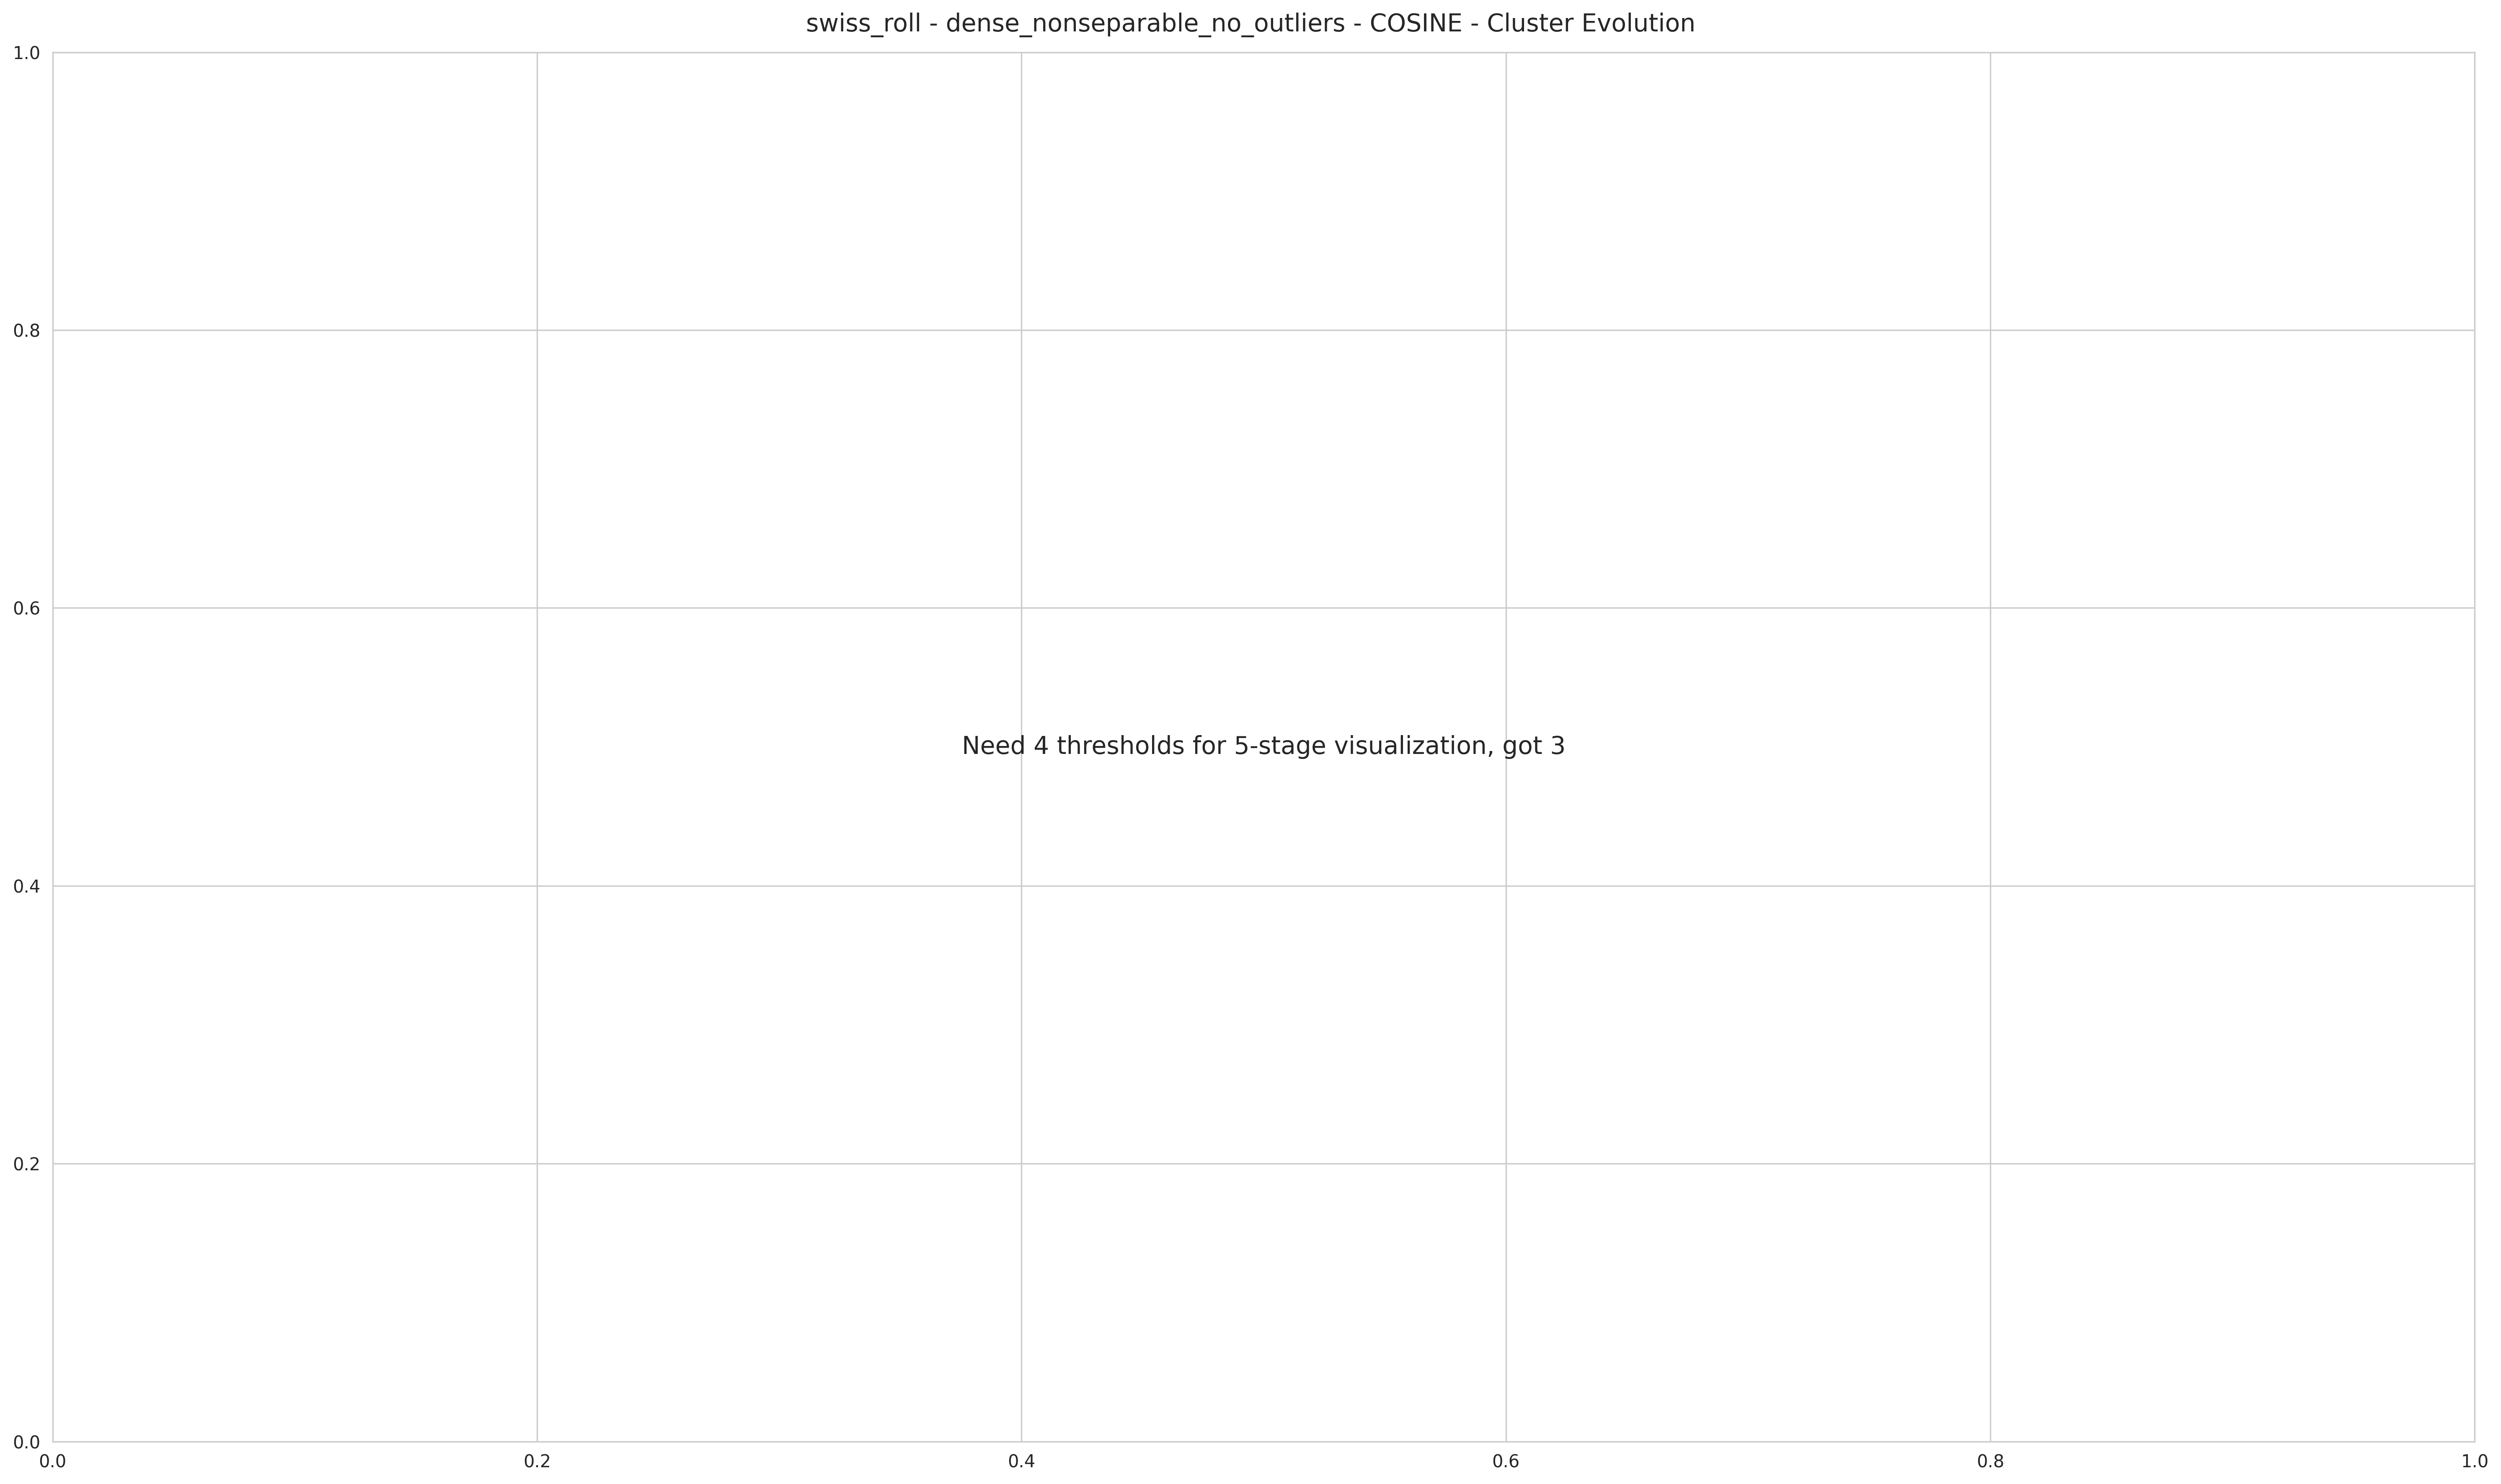 swiss_roll - dense_nonseparable_no_outliers - COSINE - Cluster Evolution
1.0
0.8
0.6
Need 4 thresholds for 5-stage visualization, got 3
0.4
0.2
0.0
0.0 0.2 0.4 0.6 0.8 1.0